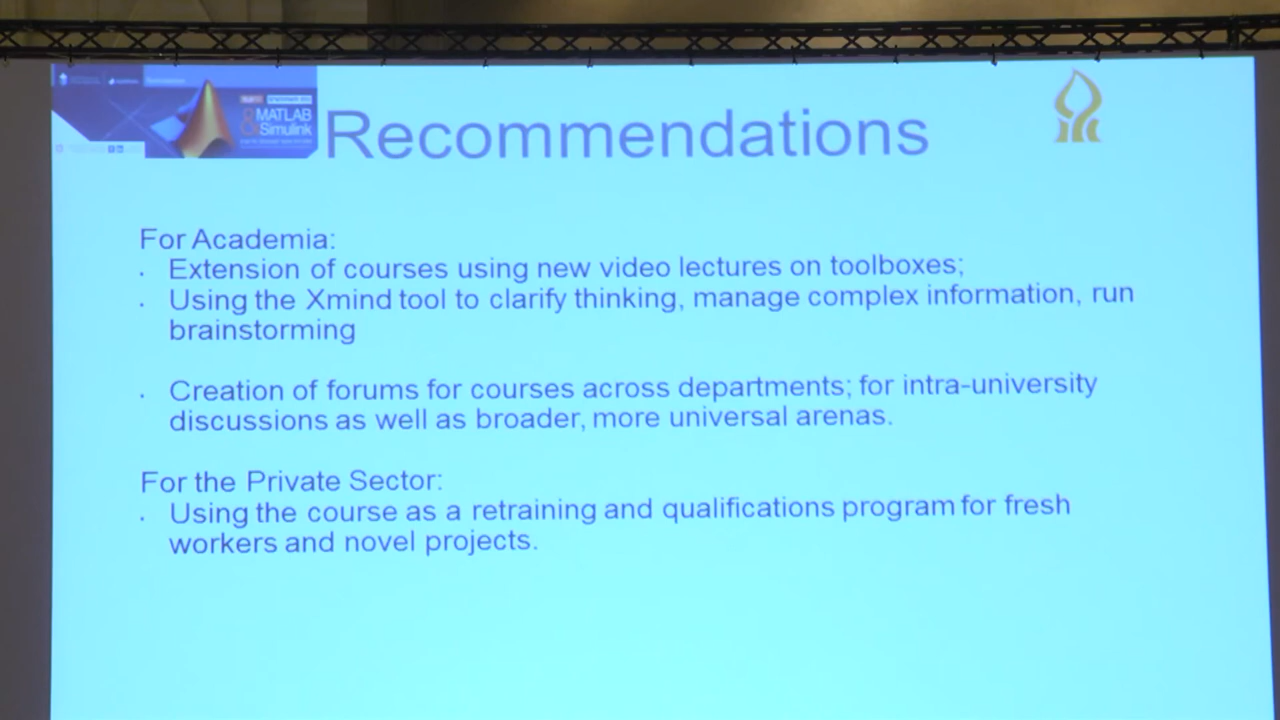 MATLAB
&Simulink
Recommendations
For Academia:
· Extension of courses using new video lectures on toolboxes;
· Using the Xmind tool to clarify thinking, manage complex information, run
brainstorming
· Creation of forums for courses across departments; for intra-university
discussions as well as broader, more universal arenas.
For the Private Sector:
· Using the course as a retraining and qualifications program for fresh
workers and novel projects.